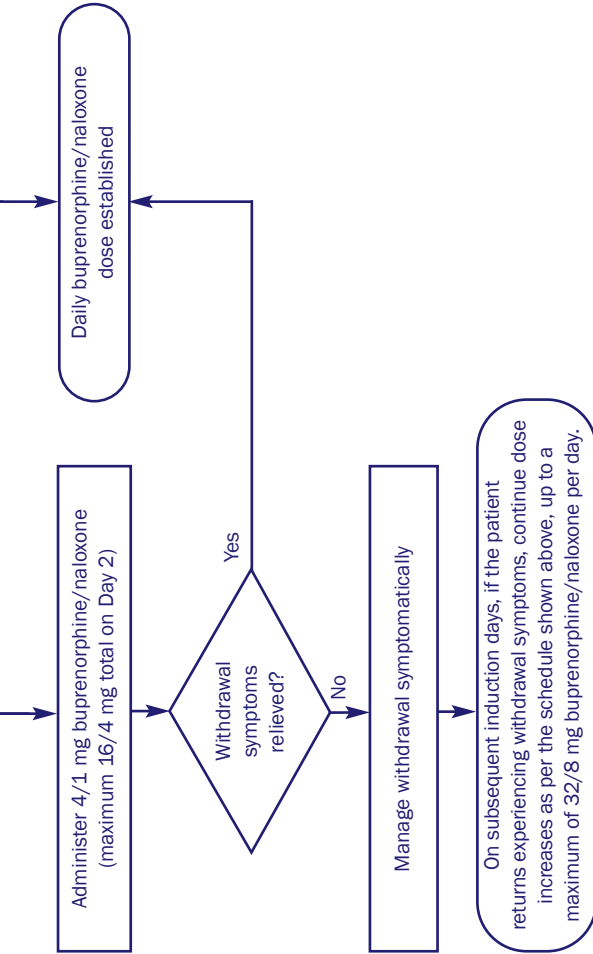 Daily buprenorphine/naloxone
dose established
Administer 4/1 mg buprenorphine/naloxone
(maximum 16/4 mg total on Day 2)
Withdrawal
symptoms
relieved?
Yes
No
Manage withdrawal symptomatically
On subsequent induction days, if the patient
returns experiencing withdrawal symptoms, continue dose
increases as per the schedule shown above, up to a
maximum of 32/8 mg buprenorphine/naloxone per day.